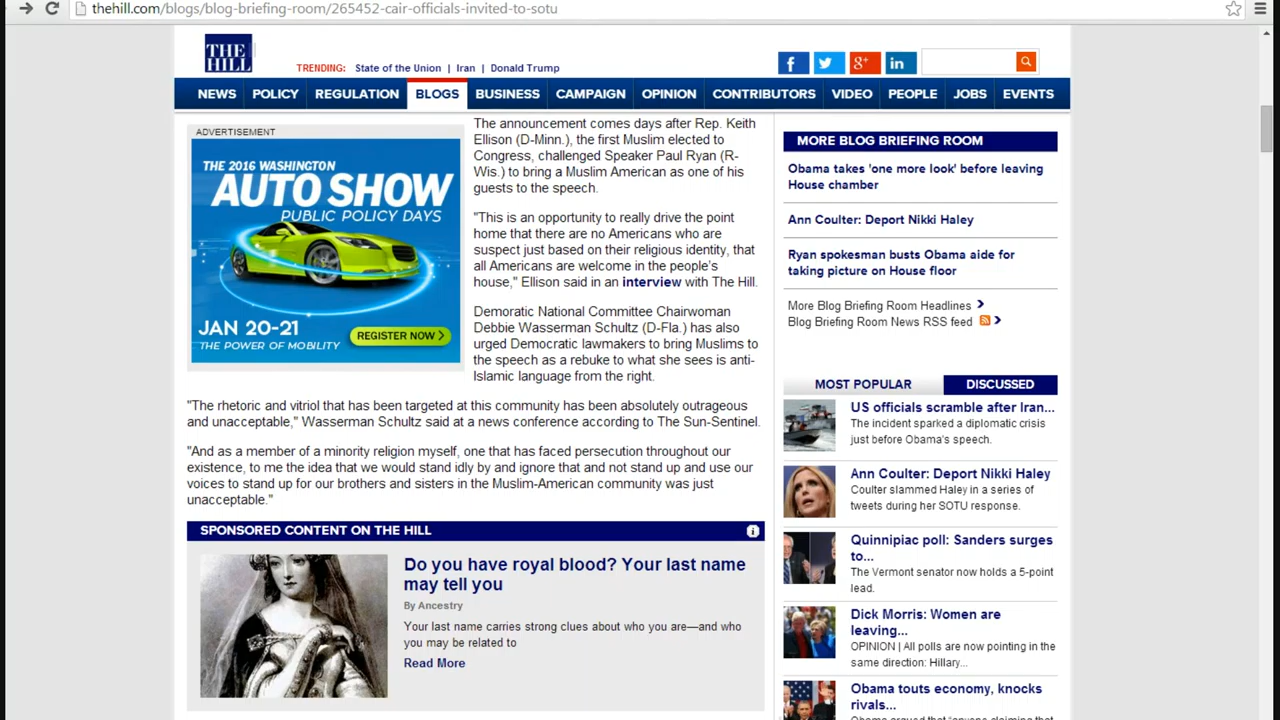 thehill.com/blogs/blog-briefing-room/265452-cair-officials-invited-to-sotu
THE
HILL
TRENDING: State of the Union | Iran | Donald Trump
f
8+
in
NEWS POLICY REGULATION BLOGS BUSINESS CAMPAIGN OPINION CONTRIBUTORS VIDEO PEOPLE JOBS EVENTS
ADVERTISEMENT
THE 2016 WASHINGTON
AUTO SHOW
PUBLIC POLICY DAYS
JAN 20-21
THE POWER OF MOBILITY
REGISTER NOW >
The announcement comes days after Rep. Keith
Ellison (D-Minn.), the first Muslim elected to
Congress, challenged Speaker Paul Ryan (R-
Wis.) to bring a Muslim American as one of his
guests to the speech.
"This is an opportunity to really drive the point
home that there are no Americans who are
suspect just based on their religious identity, that
all Americans are welcome in the people's
house," Ellison said in an interview with The Hill.
Demoratic National Committee Chairwoman
Debbie Wasserman Schultz (D-Fla.) has also
urged Democratic lawmakers to bring Muslims to
the speech as a rebuke to what she sees is anti-
Islamic language from the right.
"The rhetoric and vitriol that has been targeted at this community has been absolutely outrageous
and unacceptable," Wasserman Schultz said at a news conference according to The Sun-Sentinel.
"And as a member of a minority religion myself, one that has faced persecution throughout our
existence, to me the idea that we would stand idly by and ignore that and not stand up and use our
voices to stand up for our brothers and sisters in the Muslim-American community was just
unacceptable."
SPONSORED CONTENT ON THE HILL
Do you have royal blood? Your last name
may tell you
By Ancestry
Your last name carries strong clues about who you are—and who
you may be related to
Read More
MORE BLOG BRIEFING ROOM
Obama takes 'one more look' before leaving
House chamber
Ann Coulter: Deport Nikki Haley
Ryan spokesman busts Obama aide for
taking picture on House floor
More Blog Briefing Room Headlines
Blog Briefing Room News RSS feed
MOST POPULAR DISCUSSED
US officials scramble after Iran...
The incident sparked a diplomatic crisis
just before Obama's speech.
Ann Coulter: Deport Nikki Haley
Coulter slammed Haley in a series of
tweets during her SOTU response.
Quinnipiac poll: Sanders surges
to...
The Vermont senator now holds a 5-point
lead.
Dick Morris: Women are
leaving...
OPINION | All polls are now pointing in the
same direction: Hillary...
Obama touts economy, knocks
rivals...